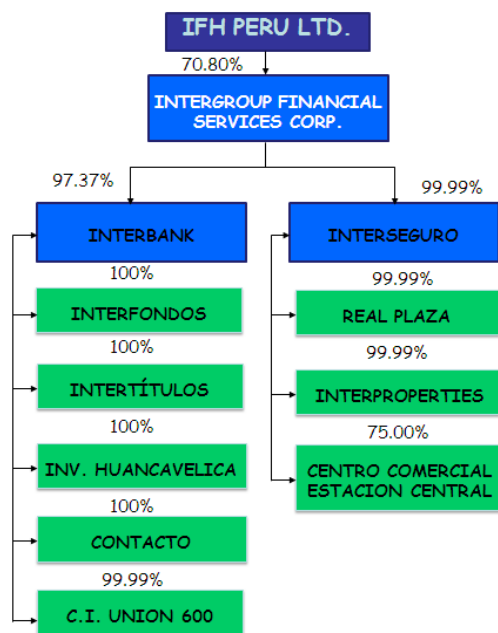 IFH PERU LTD.
70.80%
INTERGROUP FINANCIAL
SERVICES CORP.
97.37%
99.99%
INTERBANK
INTERSEGURO
100%
99.99%
INTERFONDOS
REAL PLAZA
100%
99.99%
INTERTÍTULOS
INTERPROPERTIES
100%
75.00%
INV. HUANCAVELICA
CENTRO COMERCIAL
ESTACION CENTRAL
100%
CONTACTO
99.99%
C.I. UNION 600